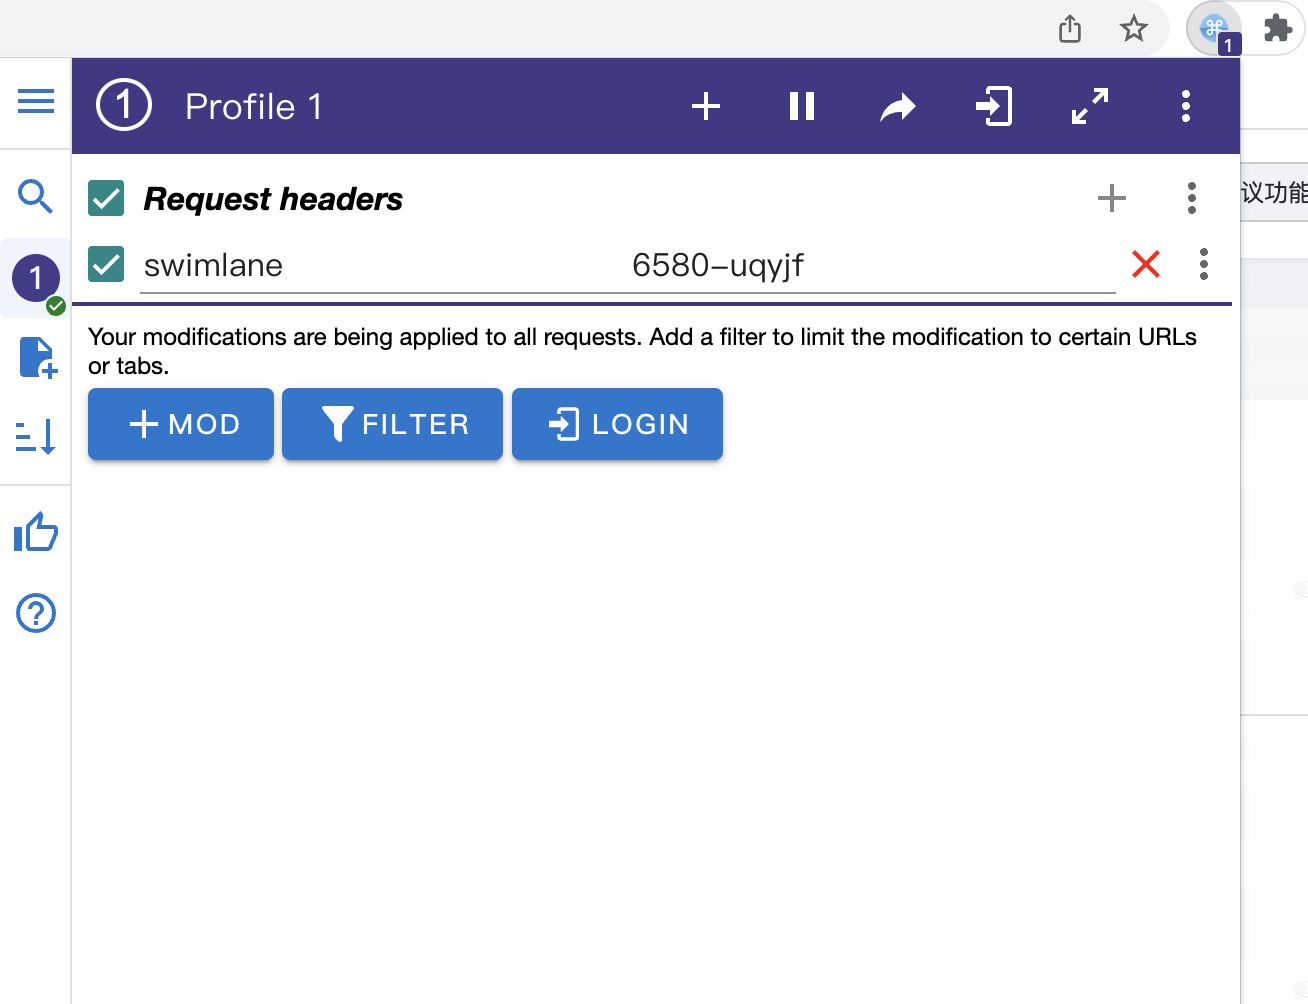 1
1 Profile 1
Request headers
议功能
swimlane 6580-uqyjf
1
Your modifications are being applied to all requests. Add a filter to limit the modification to certain URLs
or tabs.
MOD FILTER LOGIN